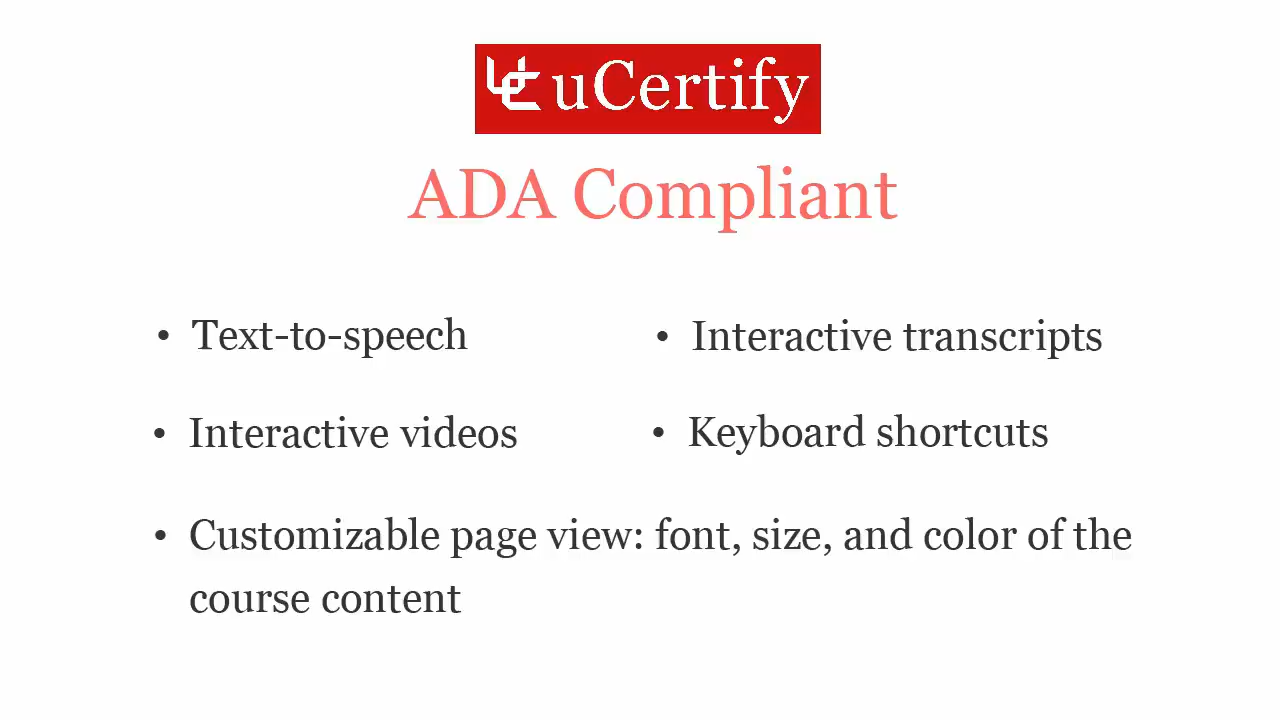 uCertify
ADA Compliant
• Text-to-speech
• Interactive transcripts
• Interactive videos
• Keyboard shortcuts
• Customizable page view: font, size, and color of the
course content